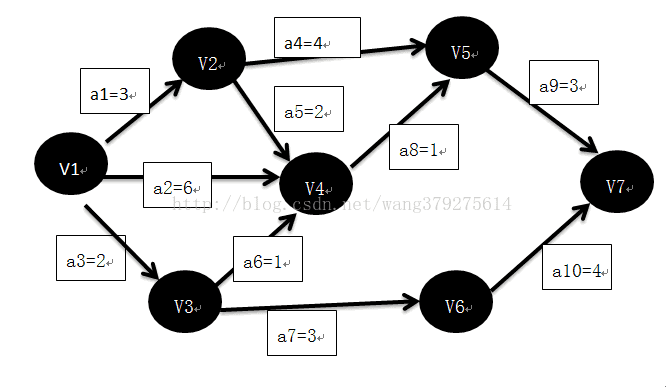 a4=4
V5
V2
a9=3
a1=3
a5=2
a8=1
V1
a2=6
V4
V7
http://blog.csdn.net/wang379275614
a3=2
a6=1
a10=4
V3
V6
a7=3